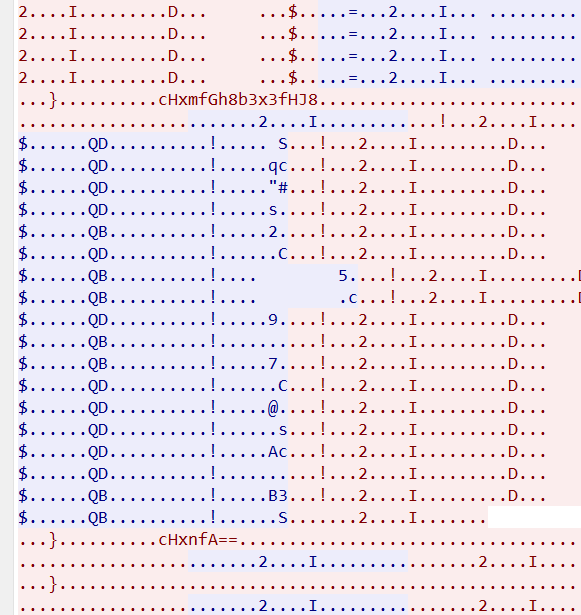 2....I.........D...     ...$.....=...2....I... ..........
2....I.........D...     ...$.....=...2....I... ..........
2....I.........D...     ...$.....=...2....I... ..........
2....I.........D...     ...$.....=...2....I... ..........
...}..........cHxmfGh8b3x3fHJ8..........................
........................2....I............!...2....I....
$......QD..........!..... S...!...2....I.........D...
$......QD..........!.....qc...!...2....I.........D...
$......QD..........!....."#...!...2....I.........D...
$......QD..........!.....s....!...2....I.........D...
$......QB..........!.....2....!...2....I.........D...
$......QD..........!......C...!...2....I.........D...
$......QB..........!....        5....!...2....I.........D
$......QB..........!....        .c...!...2....I.........D
$......QD..........!.....9....!...2....I.........D...
$......QB..........!..........!...2....I.........D...
$......QB..........!.....7....!...2....I.........D...
$......QD..........!......C...!...2....I.........D...
$......QD..........!.....@....!...2....I.........D...
$......QD..........!......s...!...2....I.........D...
$......QD..........!.....Ac...!...2....I.........D...
$......QD..........!..........!...2....I.........D...
$......QB..........!.....B3...!...2....I.........D...
$......QB..........!......S.......2....I.......
...}..........cHxnfA==..................................
........................2....I................2....I....
...}....................................................
........................2....I................2....I....